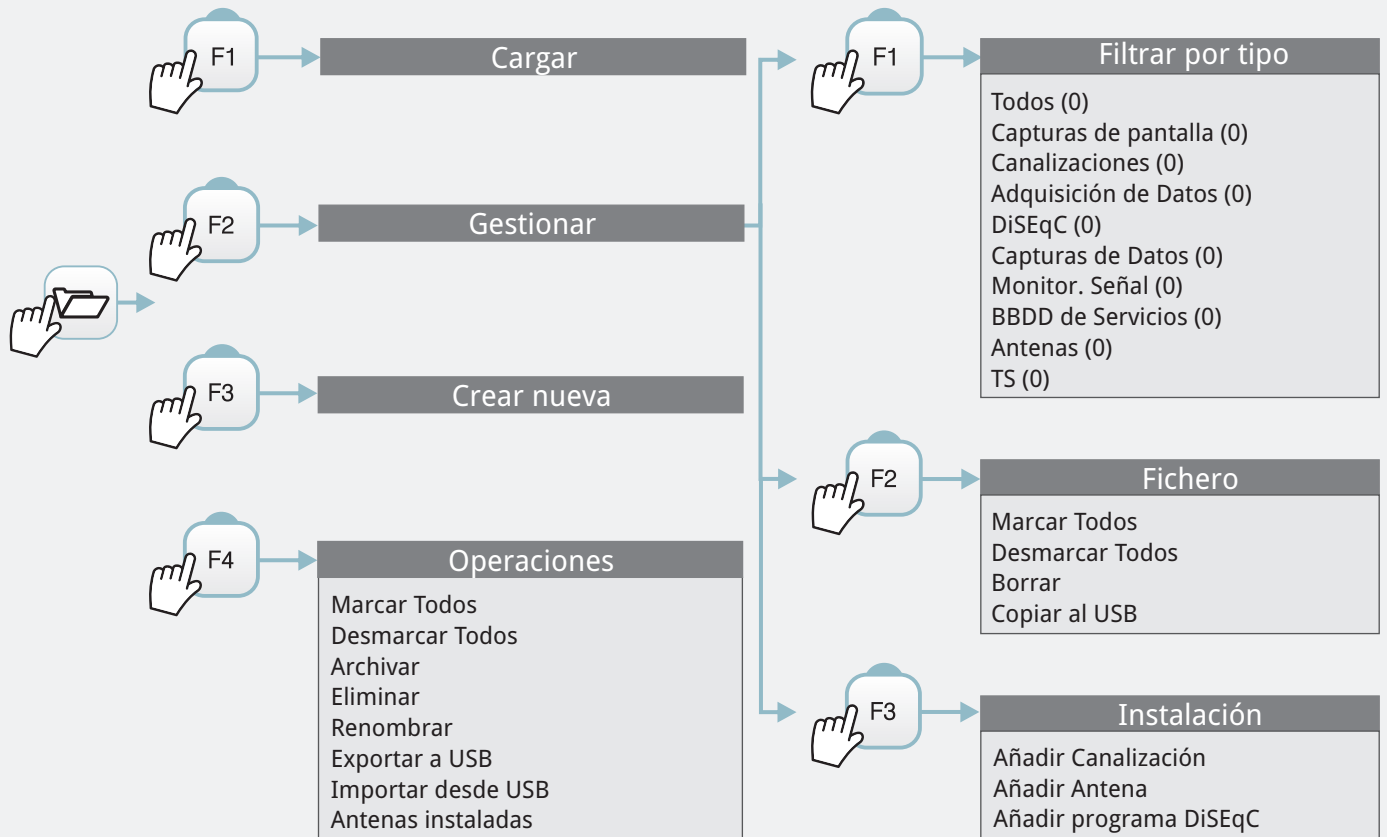 F1
Cargar
F2
Gestionar
F3
Crear nueva
F4
Operaciones
Marcar Todos
Desmarcar Todos
Archivar
Eliminar
Renombrar
Exportar a USB
Importar desde USB
Antenas instaladas
F1
Filtrar por tipo
Todos (0)
Capturas de pantalla (0)
Canalizaciones (0)
Adquisición de Datos (0)
DiSEqC (0)
Capturas de Datos (0)
Monitor. Señal (0)
BBDD de Servicios (0)
Antenas (0)
TS (0)
F2
Fichero
Marcar Todos
Desmarcar Todos
Borrar
Copiar al USB
F3
Instalación
Añadir Canalización
Añadir Antena
Añadir programa DiSEqC